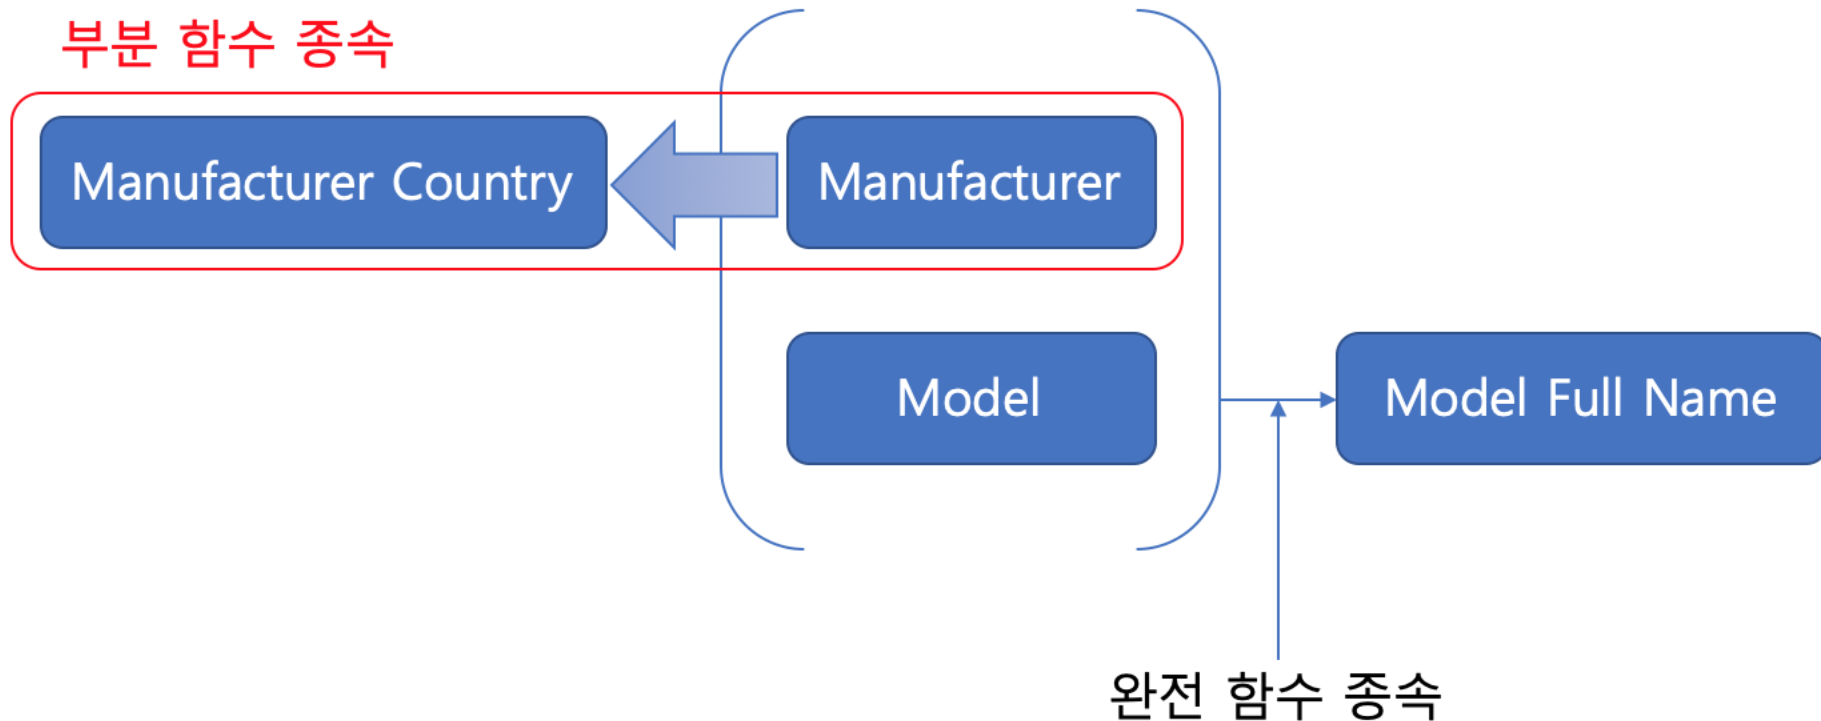 부분 함수 종속
Manufacturer Country
Manufacturer
Model
Model Full Name
완전 함수 종속